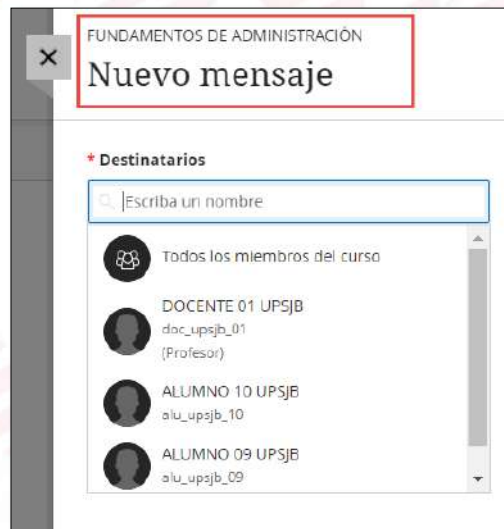 FUNDAMENTOS DE ADMINISTRACIÓN
Nuevo mensaje
* Destinatarios
Escriba un nombre
Todos los miembros del curso
DOCENTE 01 UPSJB
doc_upsjb_01
(Profesor)
ALUMNO 10 UPSJB
alu_upsjb_10
ALUMNO 09 UPSJB
alu_upsjb_09